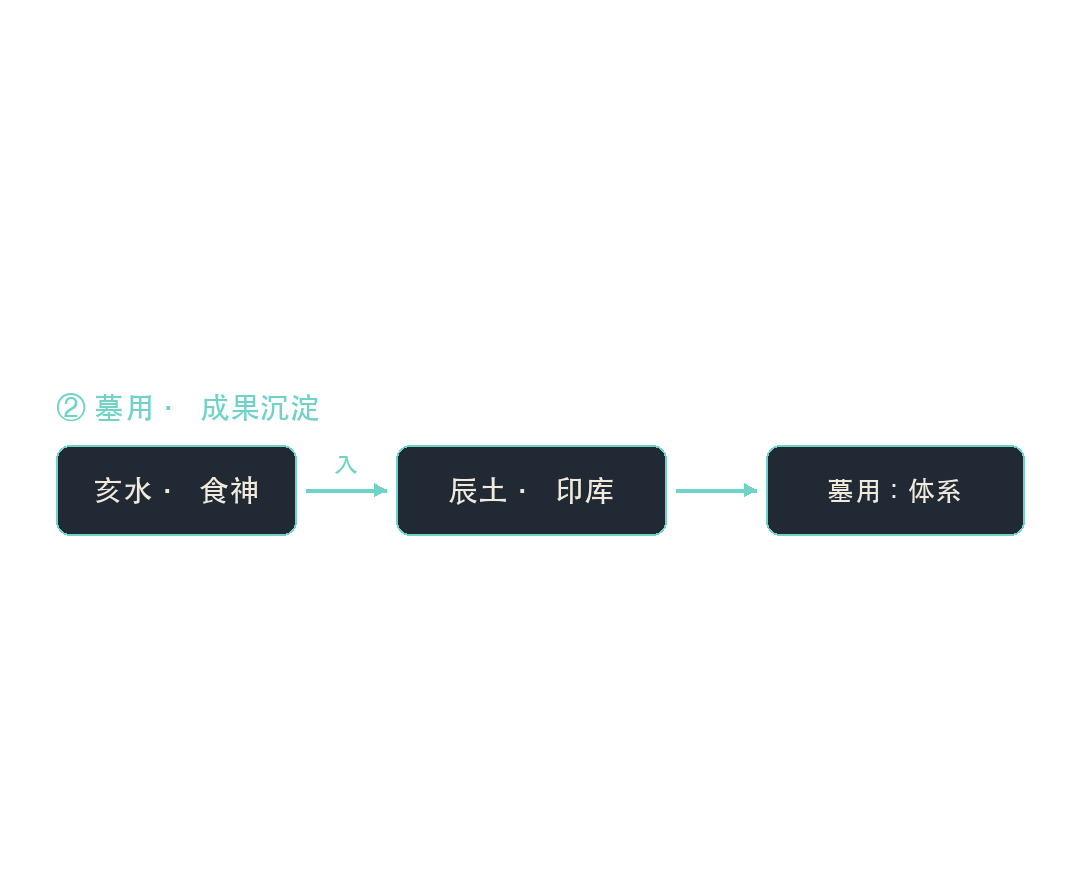 ② 墓用 · 成果沉淀
入
亥水 · 食神
辰土 · 印库
墓用：体系